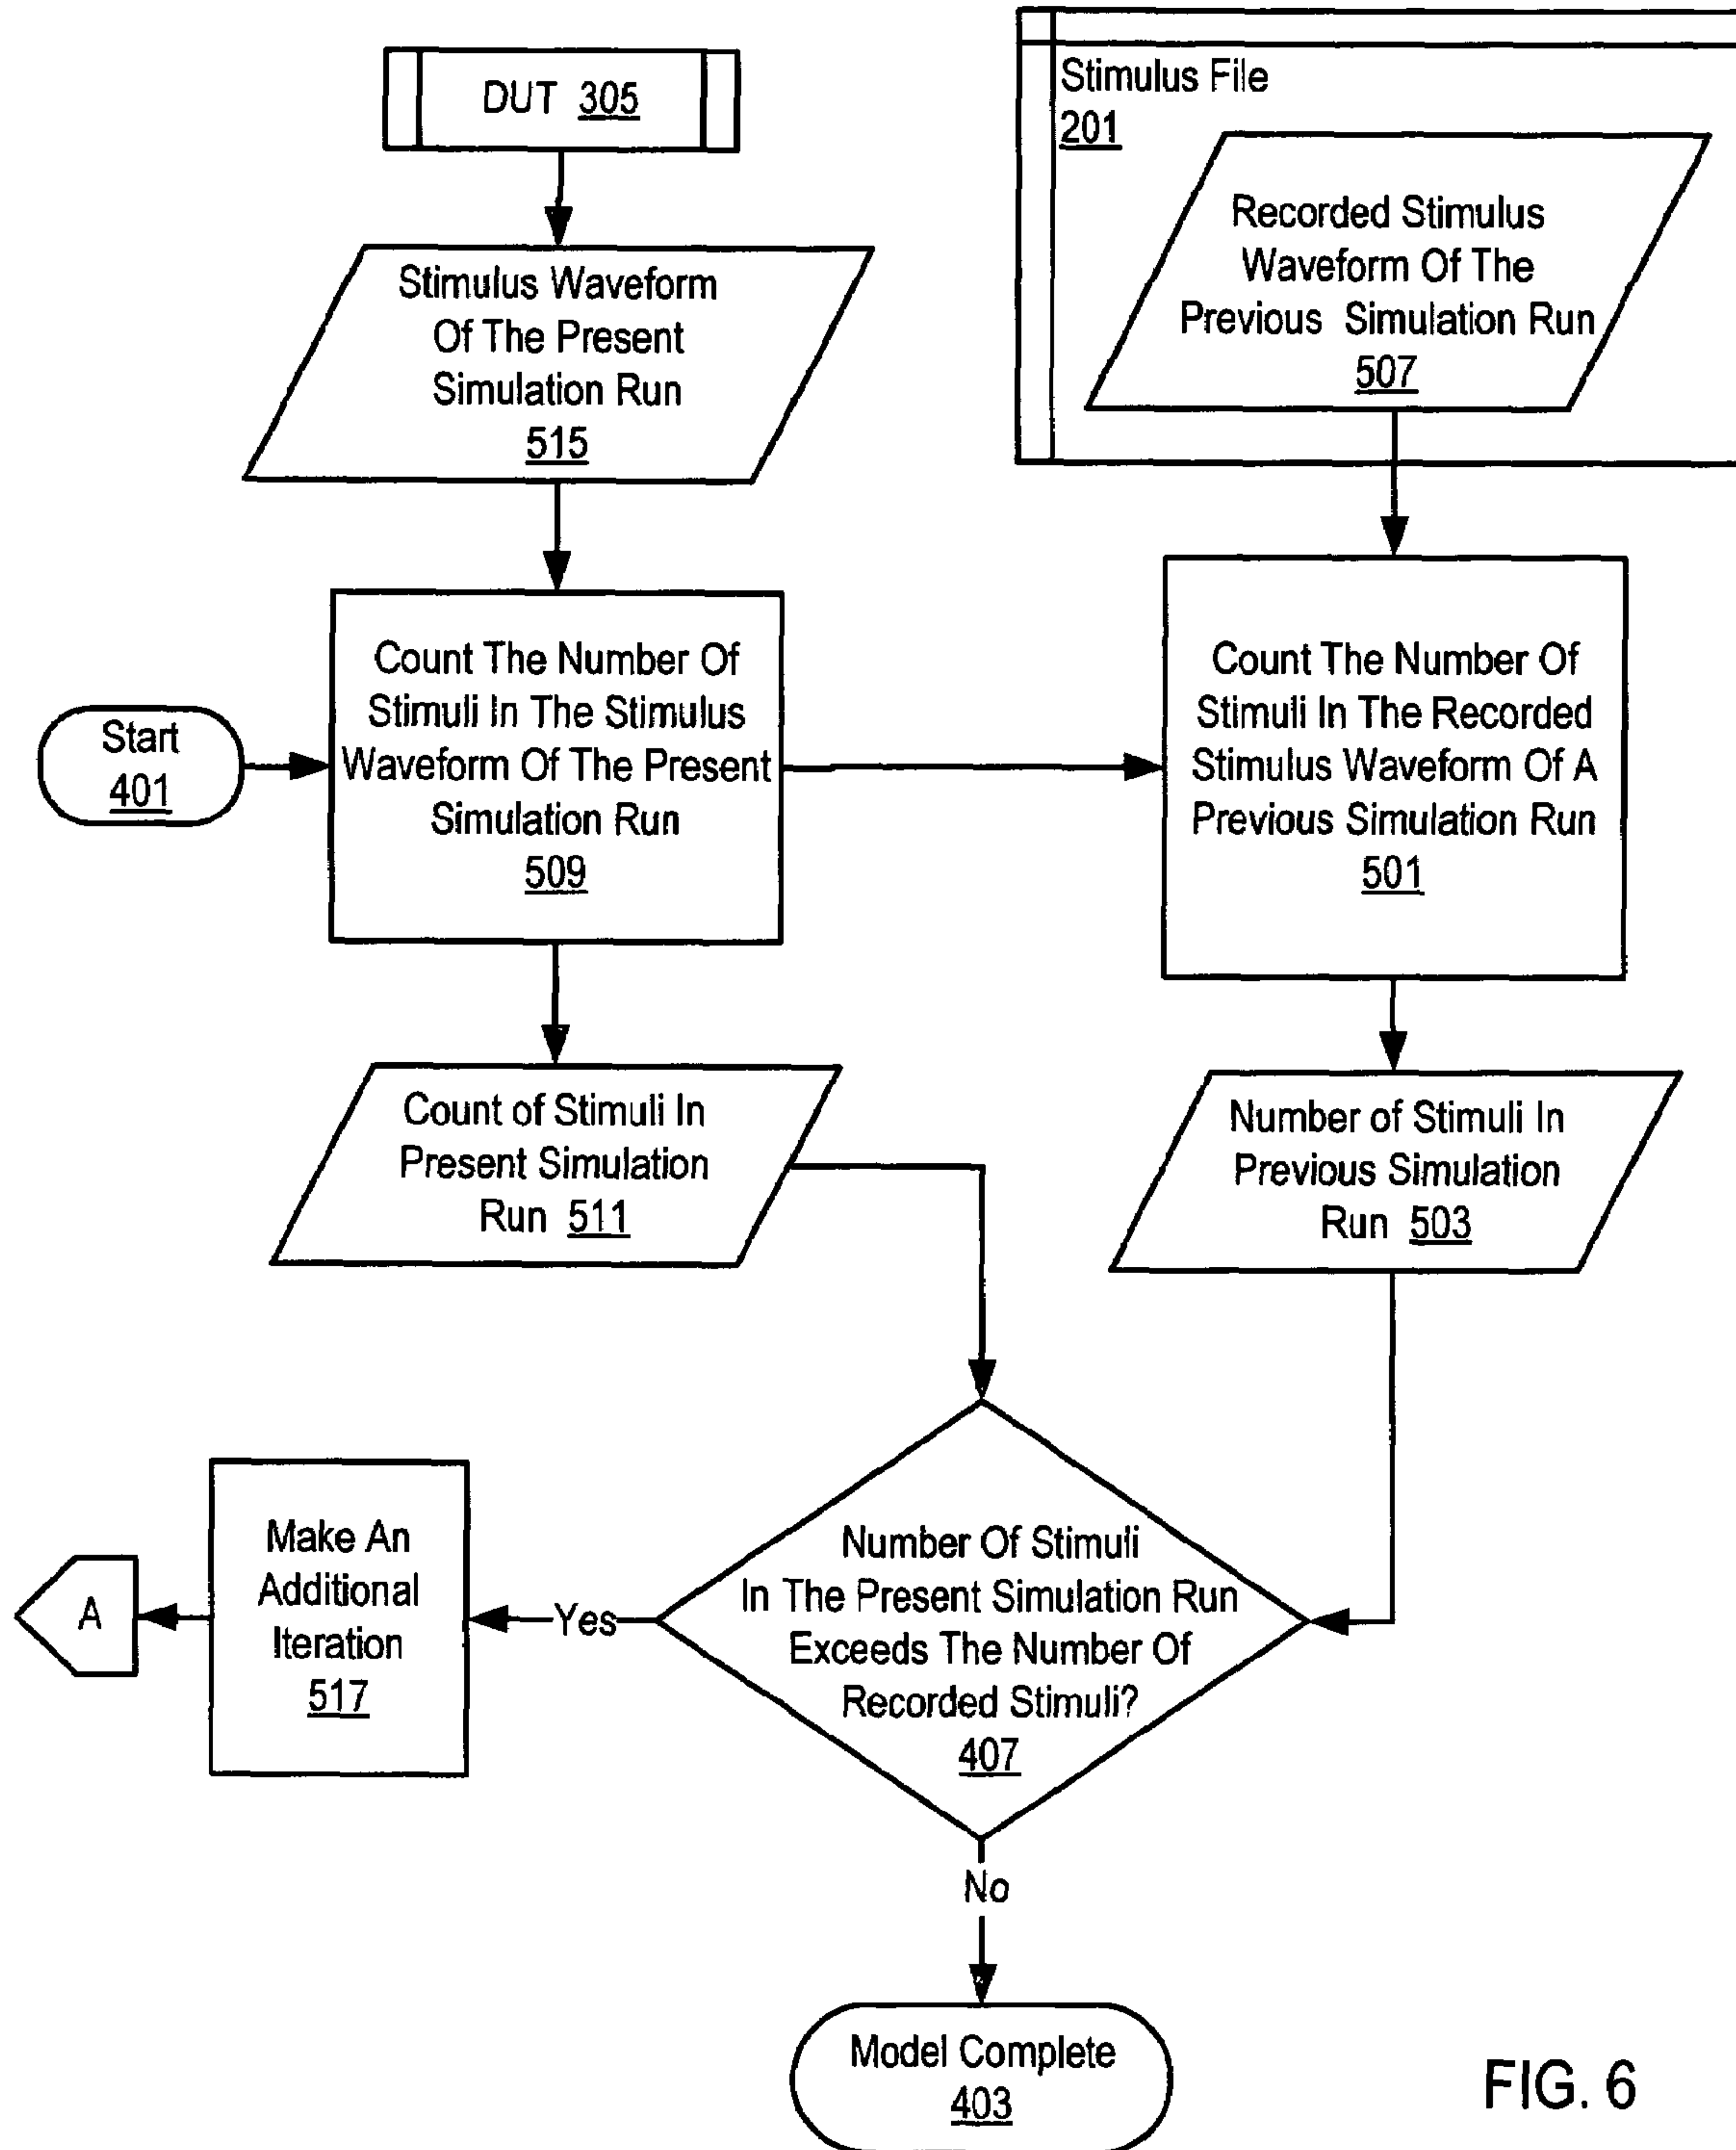 DUT 305
Stimulus File
201
Recorded Stimulus
Waveform Of The
Previous Simulation Run
507
Stimulus Waveform
Of The Present
Simulation Run
515
Start
401
Count The Number Of
Stimuli In The Stimulus
Waveform Of The Present
Simulation Run
509
Count The Number Of
Stimuli In The Recorded
Stimulus Waveform Of A
Previous Simulation Run
501
Count of Stimuli In
Present Simulation
Run 511
Number of Stimuli In
Previous Simulation
Run 503
Number Of Stimuli
In The Present Simulation Run
Exceeds The Number Of
Recorded Stimuli?
407
Yes
Make An
Additional
Iteration
517
A
No
Model Complete
403
FIG. 6